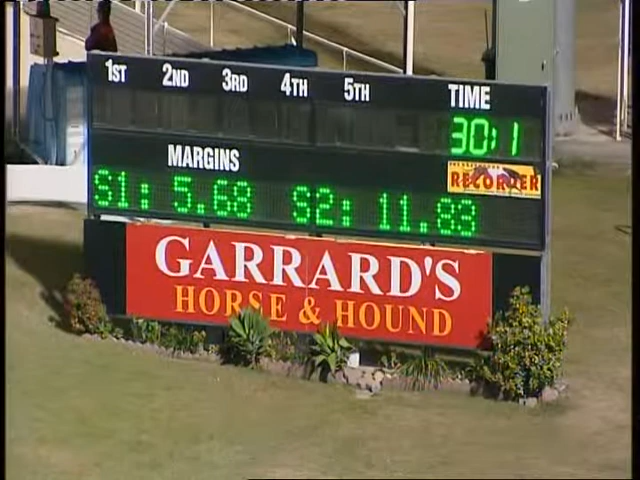 1ST 2ND 3RD 4TH 5TH TIME
30:1
MARGINS
RECORDER
S1: 5.68 S2: 11.83
GARRARD'S
HORSE & HOUND